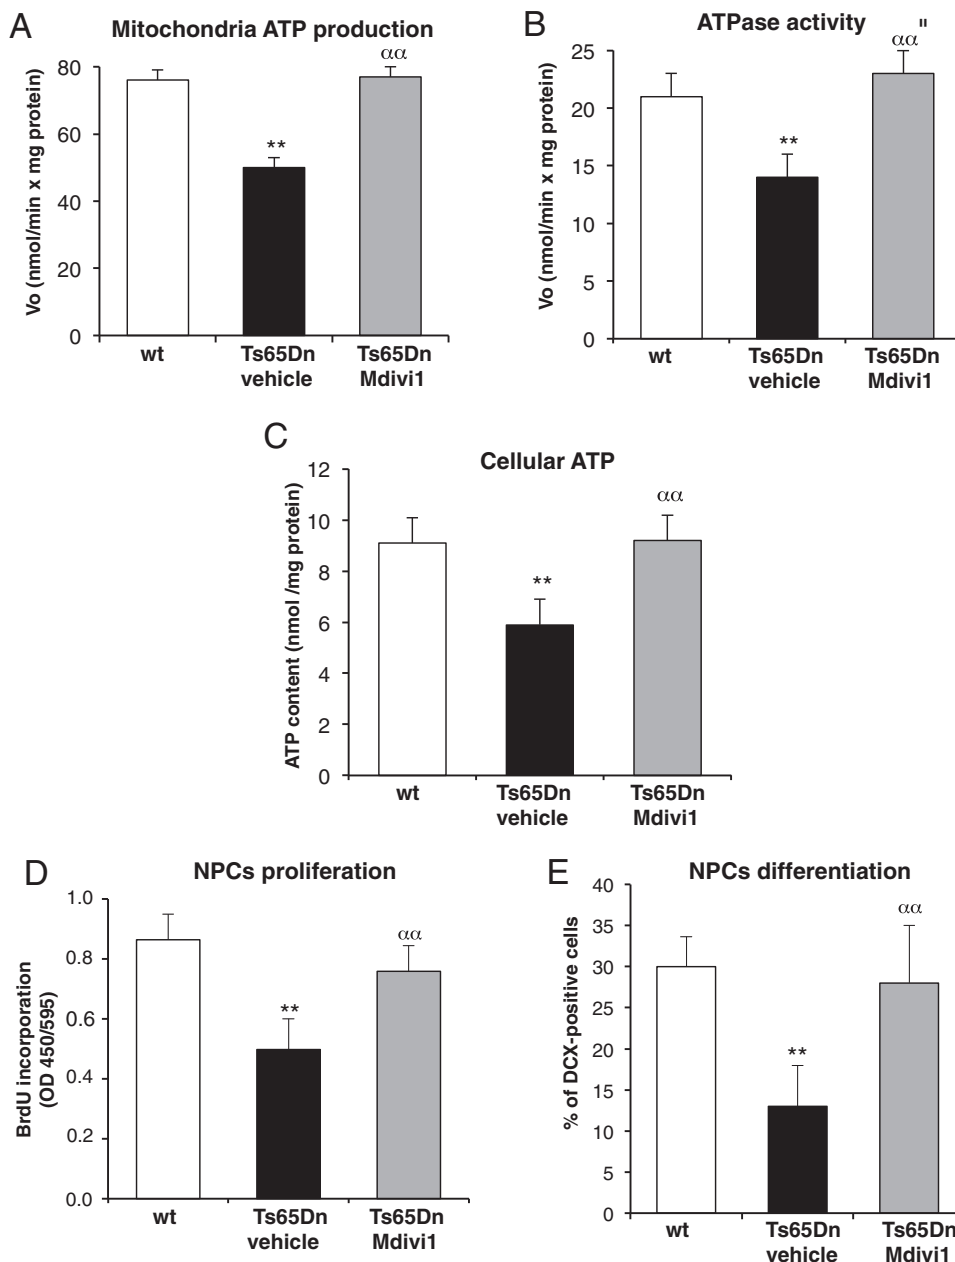 A
Mitochondria ATP production
Vo (nmol/min x mg protein)
80
60
40
20
0
**
αα
wt
Ts65Dn
vehicle
Ts65Dn
Mdivi1
B
ATPase activity
Vo (nmol/min x mg protein)
25
20
15
10
5
0
**
αα"
wt
Ts65Dn
vehicle
Ts65Dn
Mdivi1
C
Cellular ATP
ATP content (nmol /mg protein)
12
10
8
6
4
2
0
**
αα
wt
Ts65Dn
vehicle
Ts65Dn
Mdivi1
D
NPCs proliferation
BrdU incorporation
(OD 450/595)
1.0
0.8
0.6
0.4
0.2
0.0
**
αα
wt
Ts65Dn
vehicle
Ts65Dn
Mdivi1
E
NPCs differentiation
% of DCX-positive cells
40
35
30
25
20
15
10
5
0
**
αα
wt
Ts65Dn
vehicle
Ts65Dn
Mdivi1